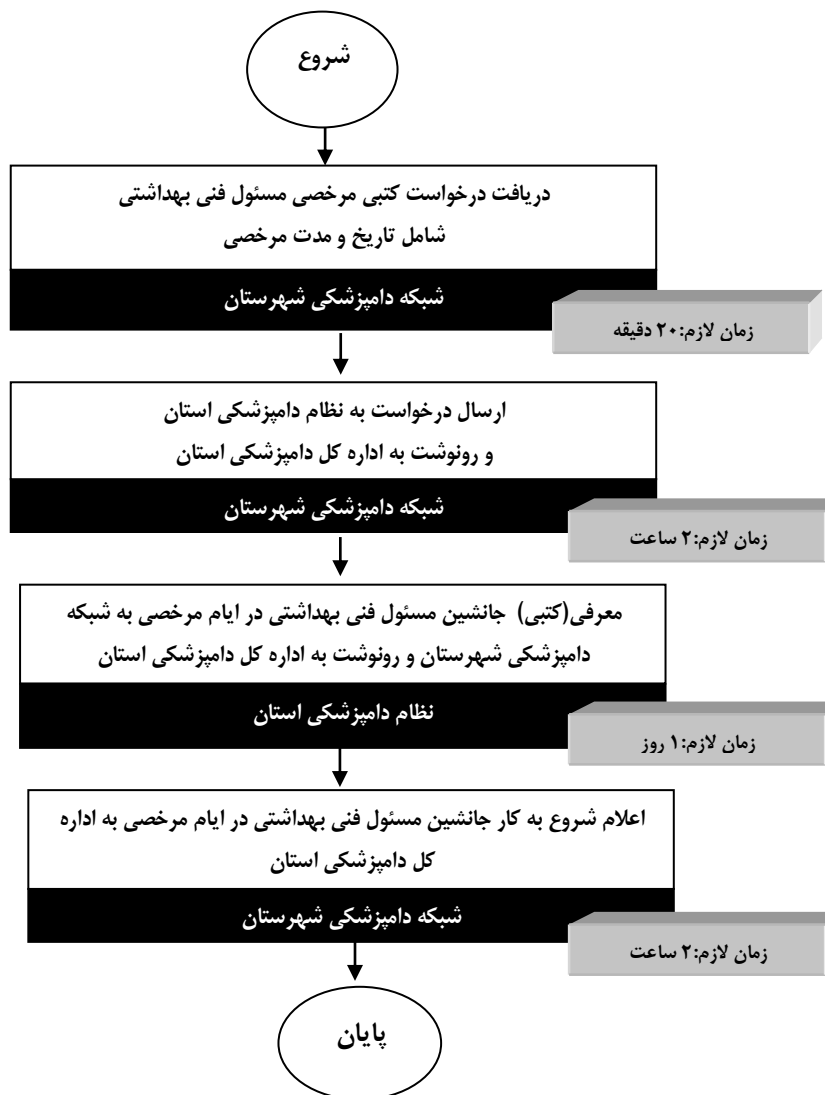 شروع
دریافت درخواست کتبی مرخصی مسئول فنی بهداشتی
شامل تاریخ و مدت مرخصی
شبکه دامپزشکی شهرستان
زمان لازم:۲۰ دقیقه
ارسال درخواست به نظام دامپزشکی استان
و رونوشت به اداره کل دامپزشکی استان
شبکه دامپزشکی شهرستان
زمان لازم:۲ ساعت
معرفی(کتبی) جانشین مسئول فنی بهداشتی در ایام مرخصی به شبکه
دامپزشکی شهرستان و رونوشت به اداره کل دامپزشکی استان
نظام دامپزشکی استان
زمان لازم:۱ روز
اعلام شروع به کار جانشین مسئول فنی بهداشتی در ایام مرخصی به اداره
کل دامپزشکی استان
شبکه دامپزشکی شهرستان
زمان لازم:۲ ساعت
پایان